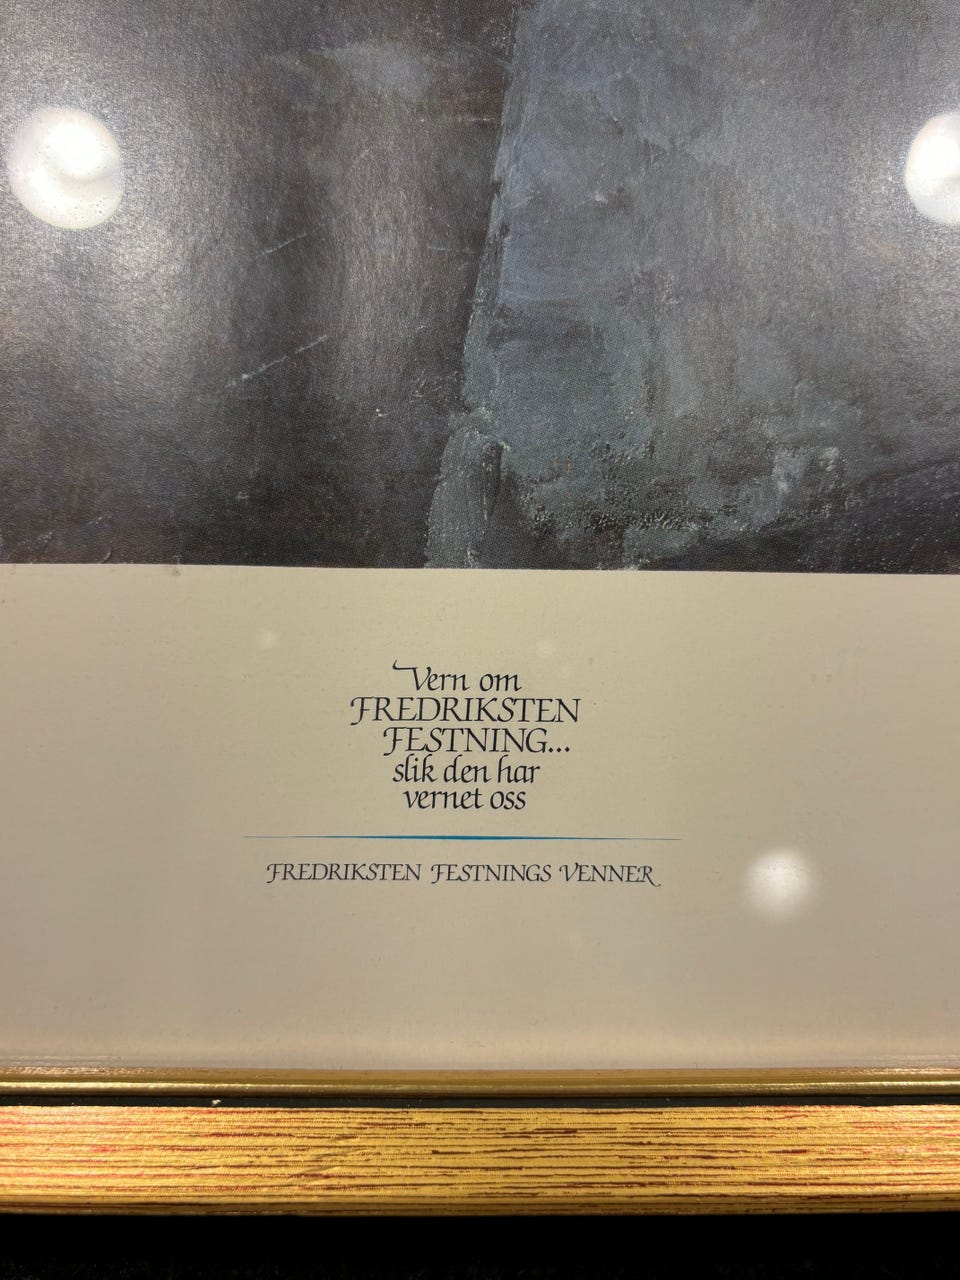 Vern om
FREDRIKSTEN
FESTNING...
slik den har
vernet oss
FREDRIKSTEN FESTNINGS VENNER